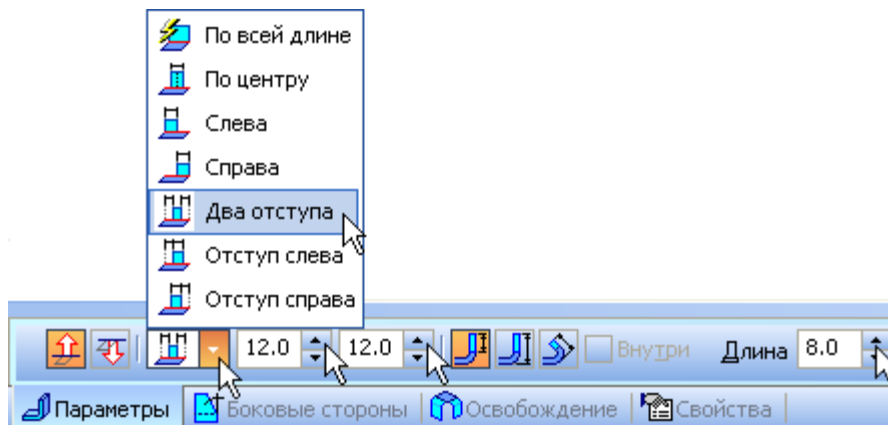 По всей длине
По центру
Слева
Справа
Два отступа
Отступ слева
Отступ справа
12.0 12.0 Внутри Длина 8.0
Параметры Боковые стороны Освобождение Свойства